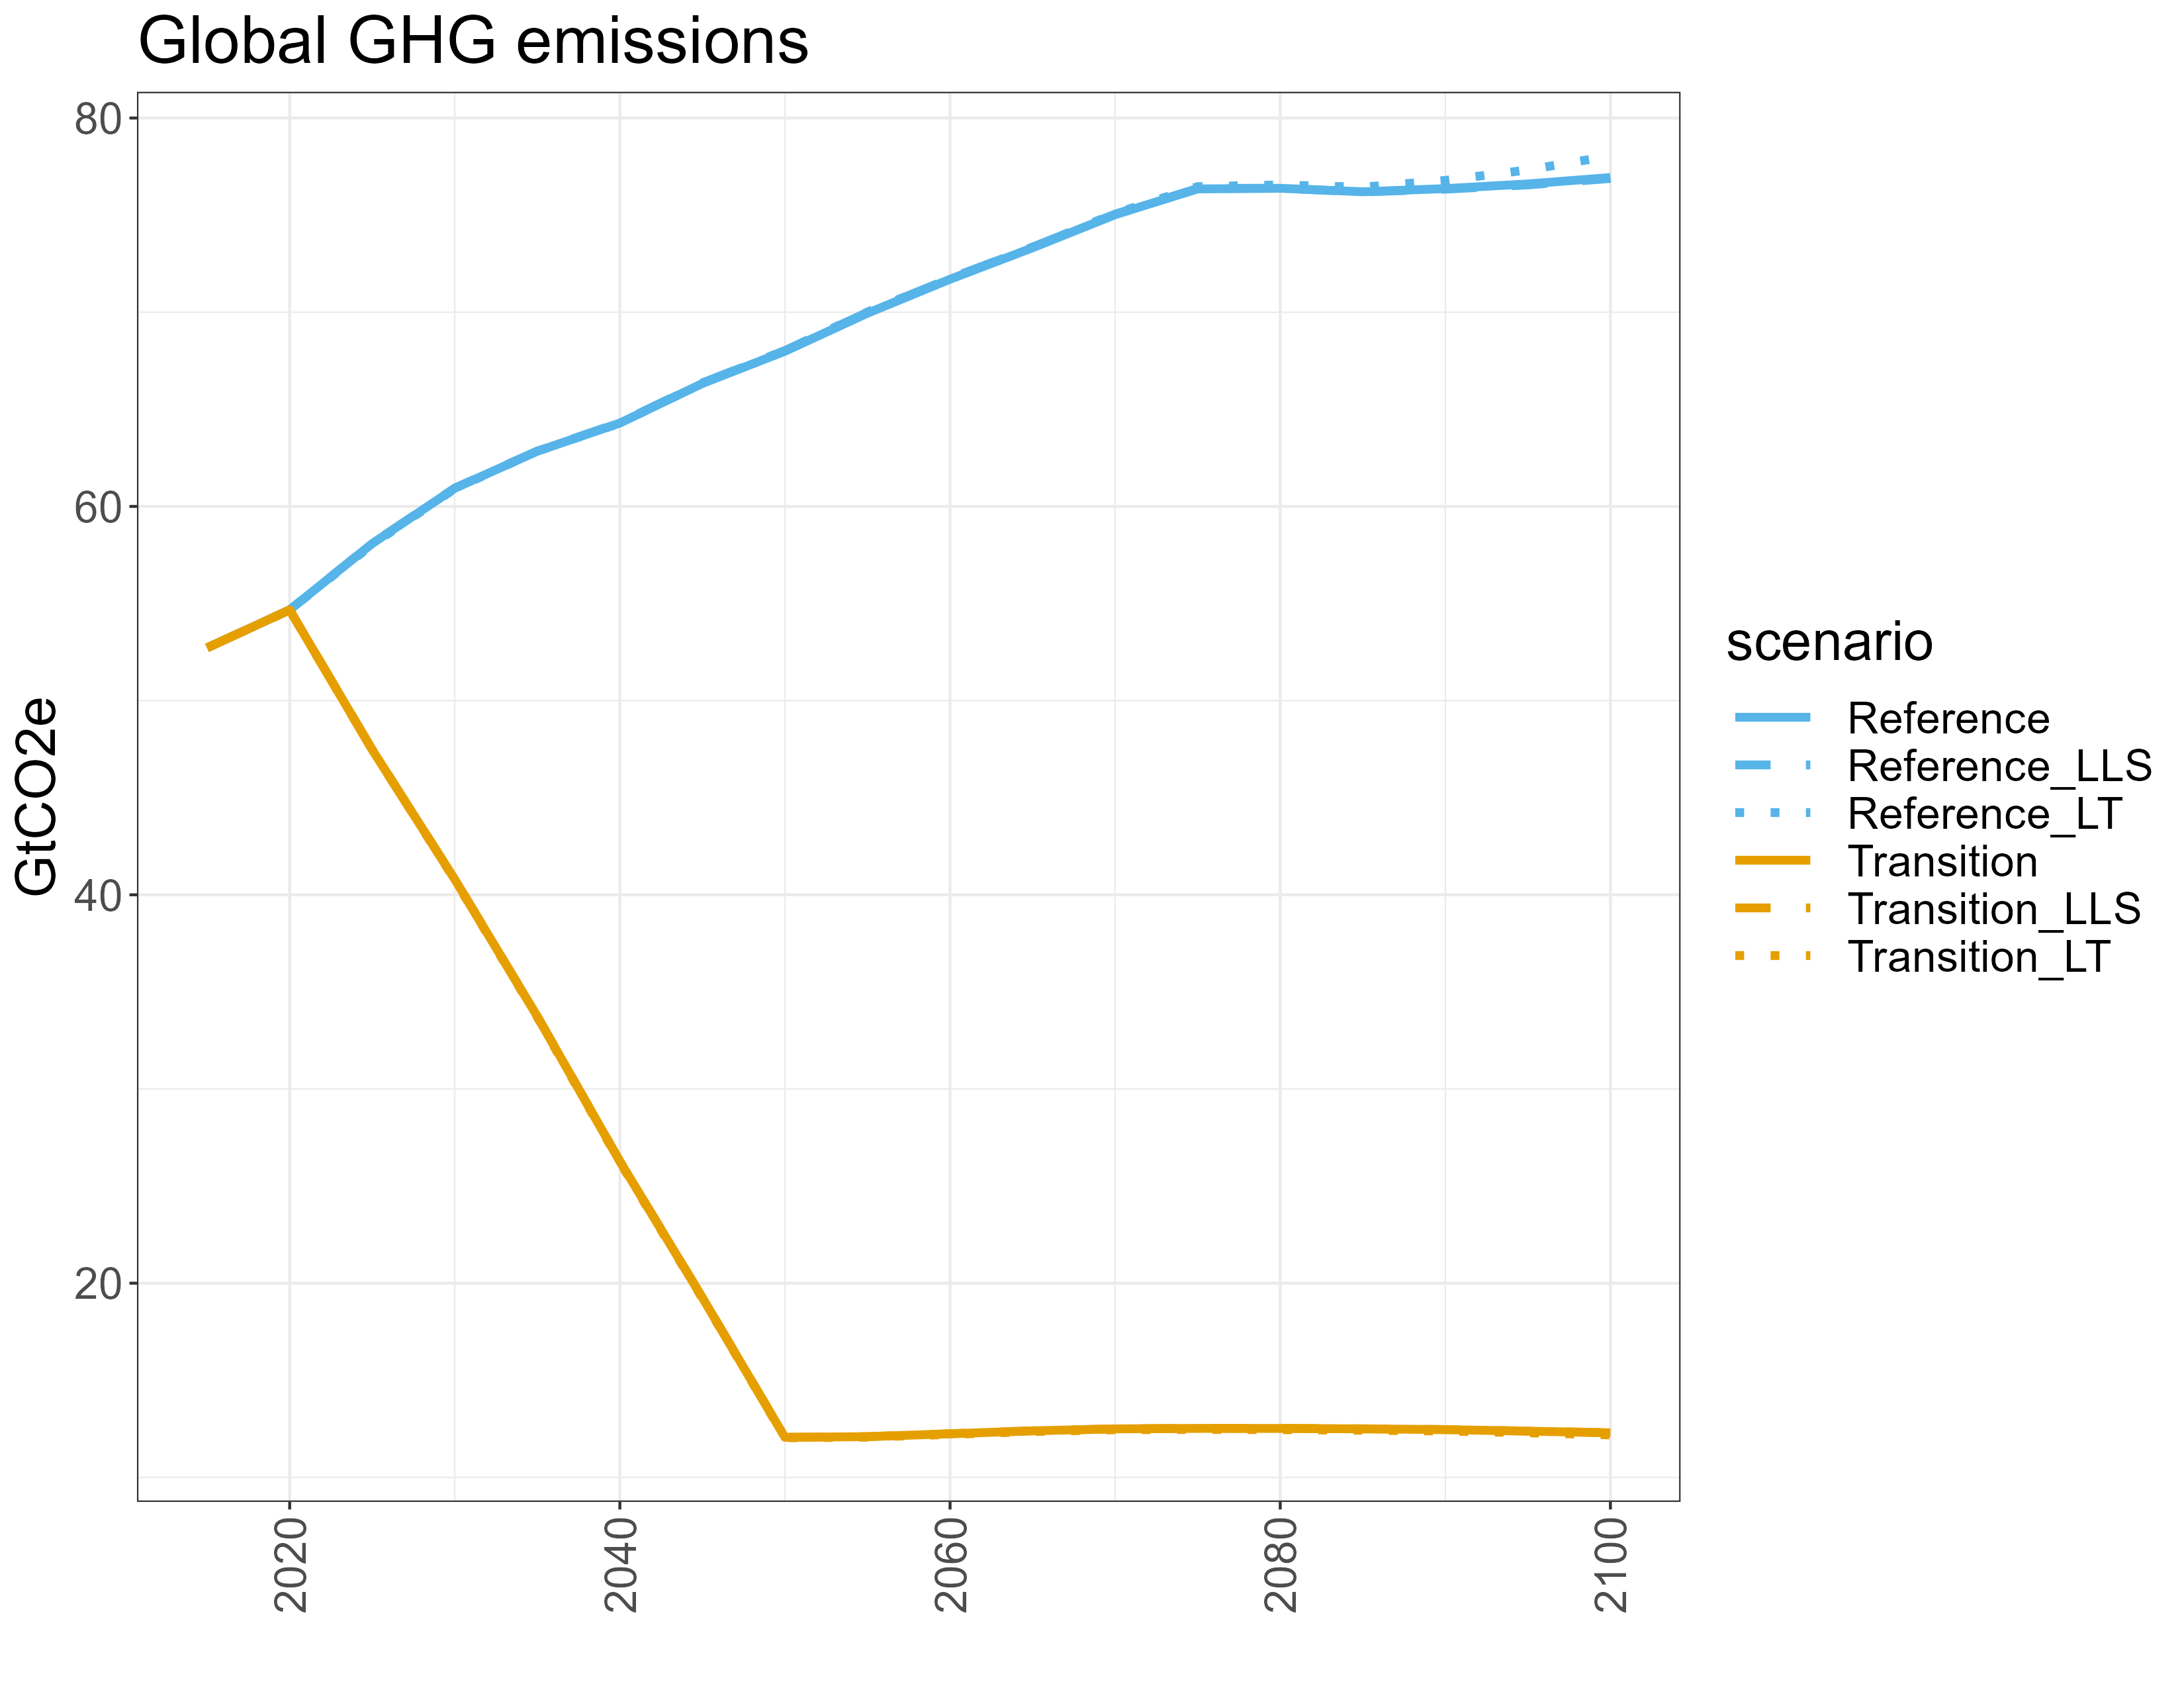 Global GHG emissions
80
60
40
20
GtCO2e
2020
2040
2060
2080
2100
scenario
Reference
Reference_LLS
Reference_LT
Transition
Transition_LLS
Transition_LT